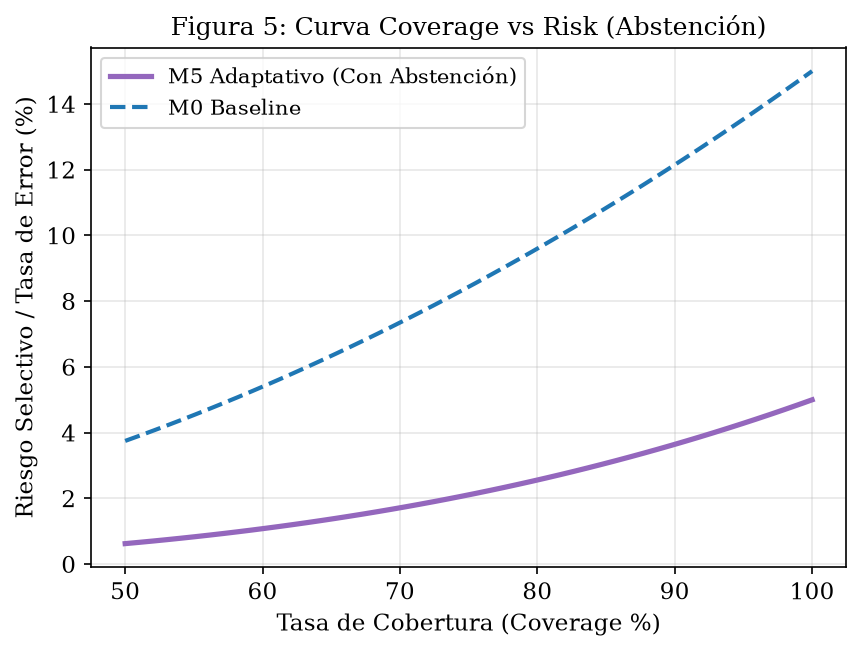 Figura 5: Curva Coverage vs Risk (Abstención)
M5 Adaptativo (Con Abstención)
M0 Baseline
Riesgo Selectivo / Tasa de Error (%)
14
12
10
8
6
4
2
0
50 60 70 80 90 100
Tasa de Cobertura (Coverage %)